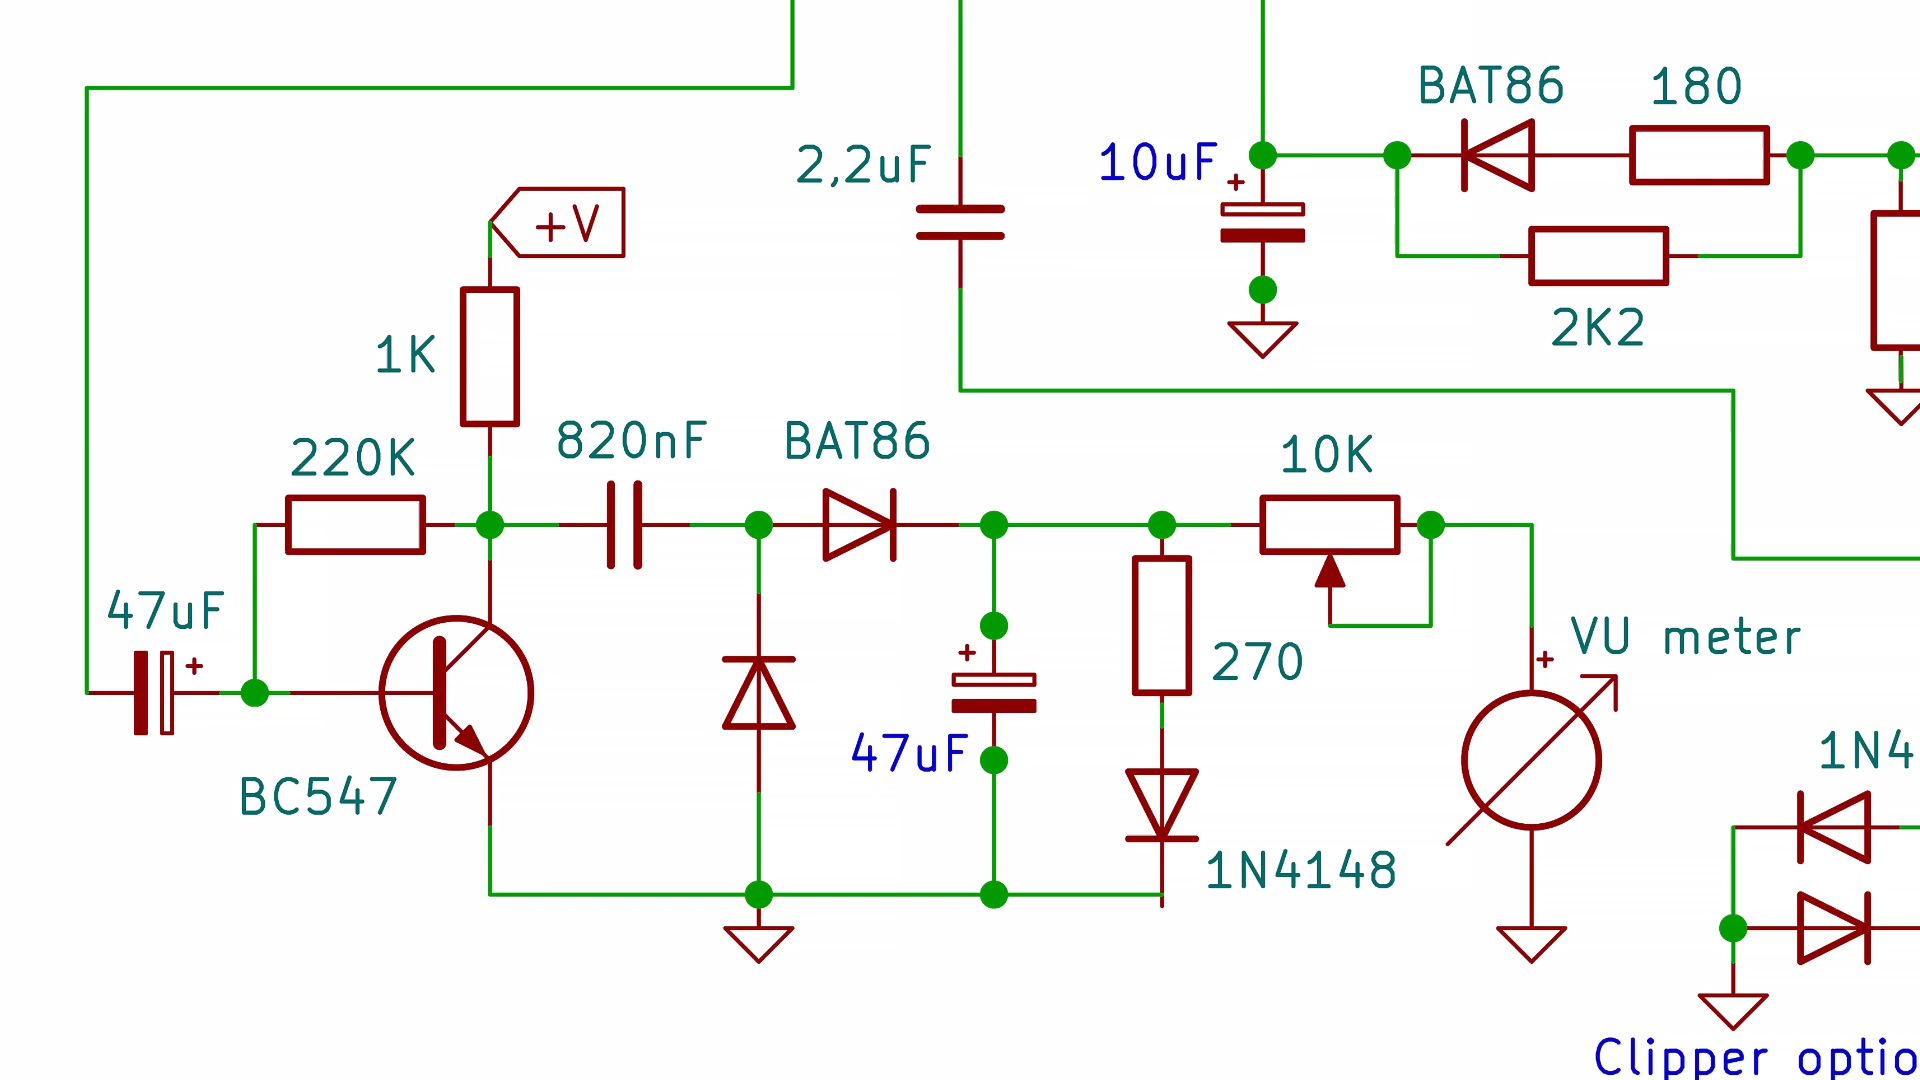 BAT86
180
2,2uF
10uF
+
+V
2K2
1K
820nF
BAT86
10K
220K
47uF
+
+
270
VU meter
+
47uF
BC547
1N4
1N4148
Clipper optio